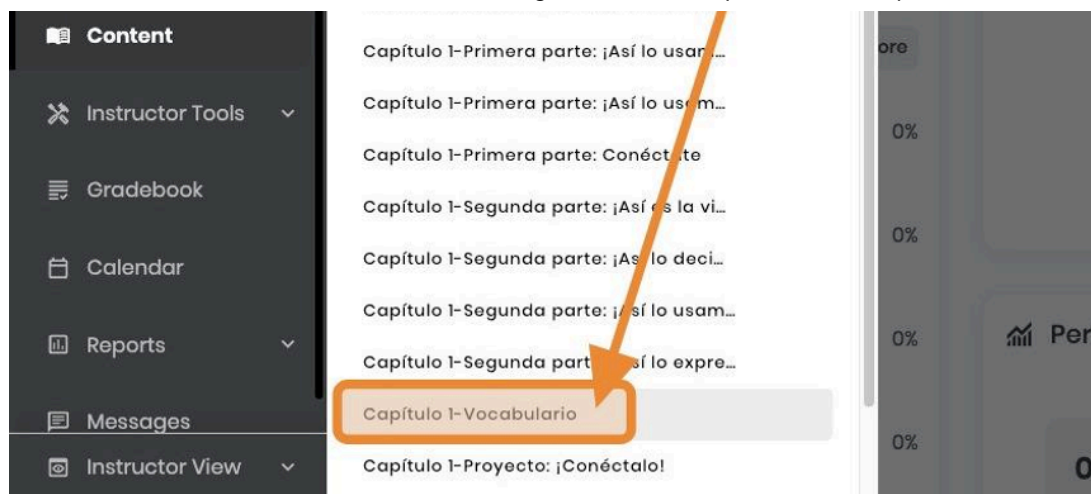 Content
Instructor Tools
Gradebook
Calendar
Reports
Messages
Instructor View
Capítulo 1-Primera parte: ¡Así lo usam…
Capítulo 1-Primera parte: ¡Así lo usam…
Capítulo 1-Primera parte: Conéctate
Capítulo 1-Segunda parte: ¡Así es la vi…
Capítulo 1-Segunda parte: ¡Así lo deci…
Capítulo 1-Segunda parte: ¡Así lo usam…
Capítulo 1-Segunda parte: Así lo expre…
Capítulo 1-Vocabulario
Capítulo 1-Proyecto: ¡Conéctalo!
ore
0%
0%
0%
0%
Per
0